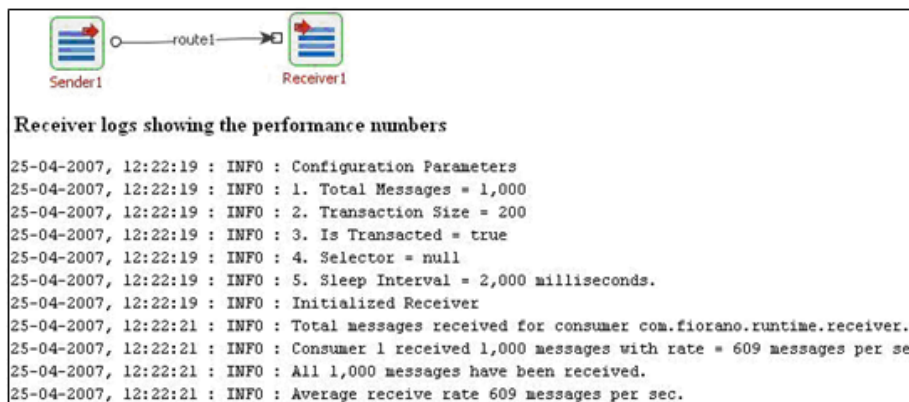 route1
Sender1
Receiver1
Receiver logs showing the performance numbers
25-04-2007, 12:22:19 : INFO : Configuration Parameters
25-04-2007, 12:22:19 : INFO : 1. Total Messages = 1,000
25-04-2007, 12:22:19 : INFO : 2. Transaction Size = 200
25-04-2007, 12:22:19 : INFO : 3. Is Transacted = true
25-04-2007, 12:22:19 : INFO : 4. Selector = null
25-04-2007, 12:22:19 : INFO : 5. Sleep Interval = 2,000 milliseconds.
25-04-2007, 12:22:19 : INFO : Initialized Receiver
25-04-2007, 12:22:21 : INFO : Total messages received for consumer com.fiorano.runtime.receiver.
25-04-2007, 12:22:21 : INFO : Consumer 1 received 1,000 messages with rate = 609 messages per se
25-04-2007, 12:22:21 : INFO : All 1,000 messages have been received.
25-04-2007, 12:22:21 : INFO : Average receive rate 609 messages per sec.